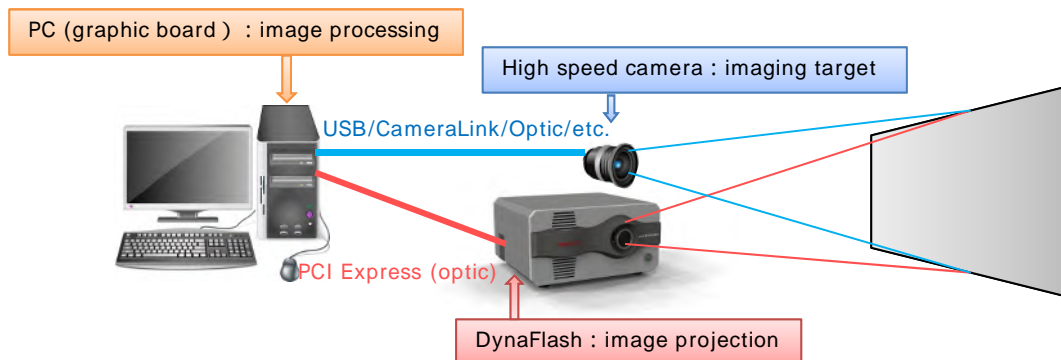 PC (graphic board ) : image processing
High speed camera : imaging target
USB/CameraLink/Optic/etc.
PCI Express (optic)
DynaFlash : image projection